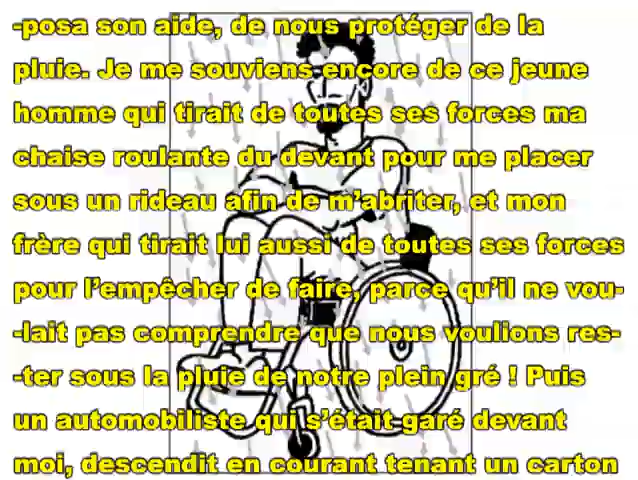 -posa son aide, de nous protéger de la
pluie. Je me souviens encore de ce jeune
homme qui tirait de toutes ses forces ma
chaise roulante du devant pour me placer
sous un rideau afin de m’abriter, et mon
frère qui tirait lui aussi de toutes ses forces
pour l’empêcher de faire, parce qu’il ne vou-
-lait pas comprendre que nous voulions res-
-ter sous la pluie de notre plein gré ! Puis
un automobiliste qui s’était garé devant
moi, descendit en courant tenant un carton